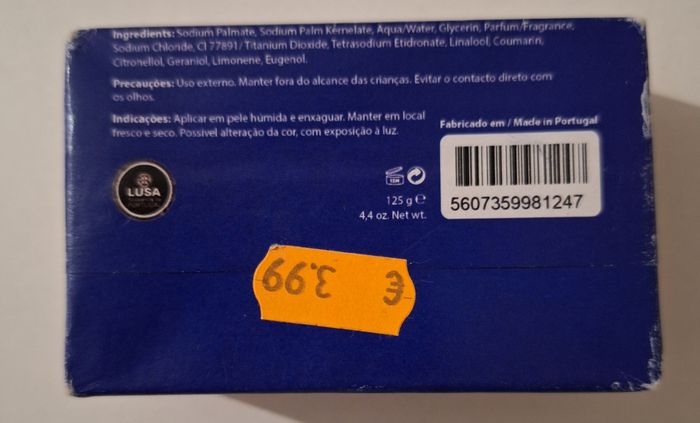 Ingredients: Sodium Palmate, Sodium Palm Kernelate, Aqua/Water, Glycerin, Parfum/Fragrance,
Sodium Chloride, CI 77891/ Titanium Dioxide, Tetrasodium Etidronate, Linalool, Coumarin,
Citronellol, Geraniol, Limonene, Eugenol.
Precauções: Uso externo. Manter fora do alcance das crianças. Evitar o contacto direto com
os olhos.
Indicações: Aplicar em pele húmida e enxaguar. Manter em local
fresco e seco. Possível alteração da cor, com exposição à luz.
Fabricado em / Made in Portugal
LUSA
PORTUGAL
125 g e
4,4 oz. Net wt.
5607359981247
€ 3.99